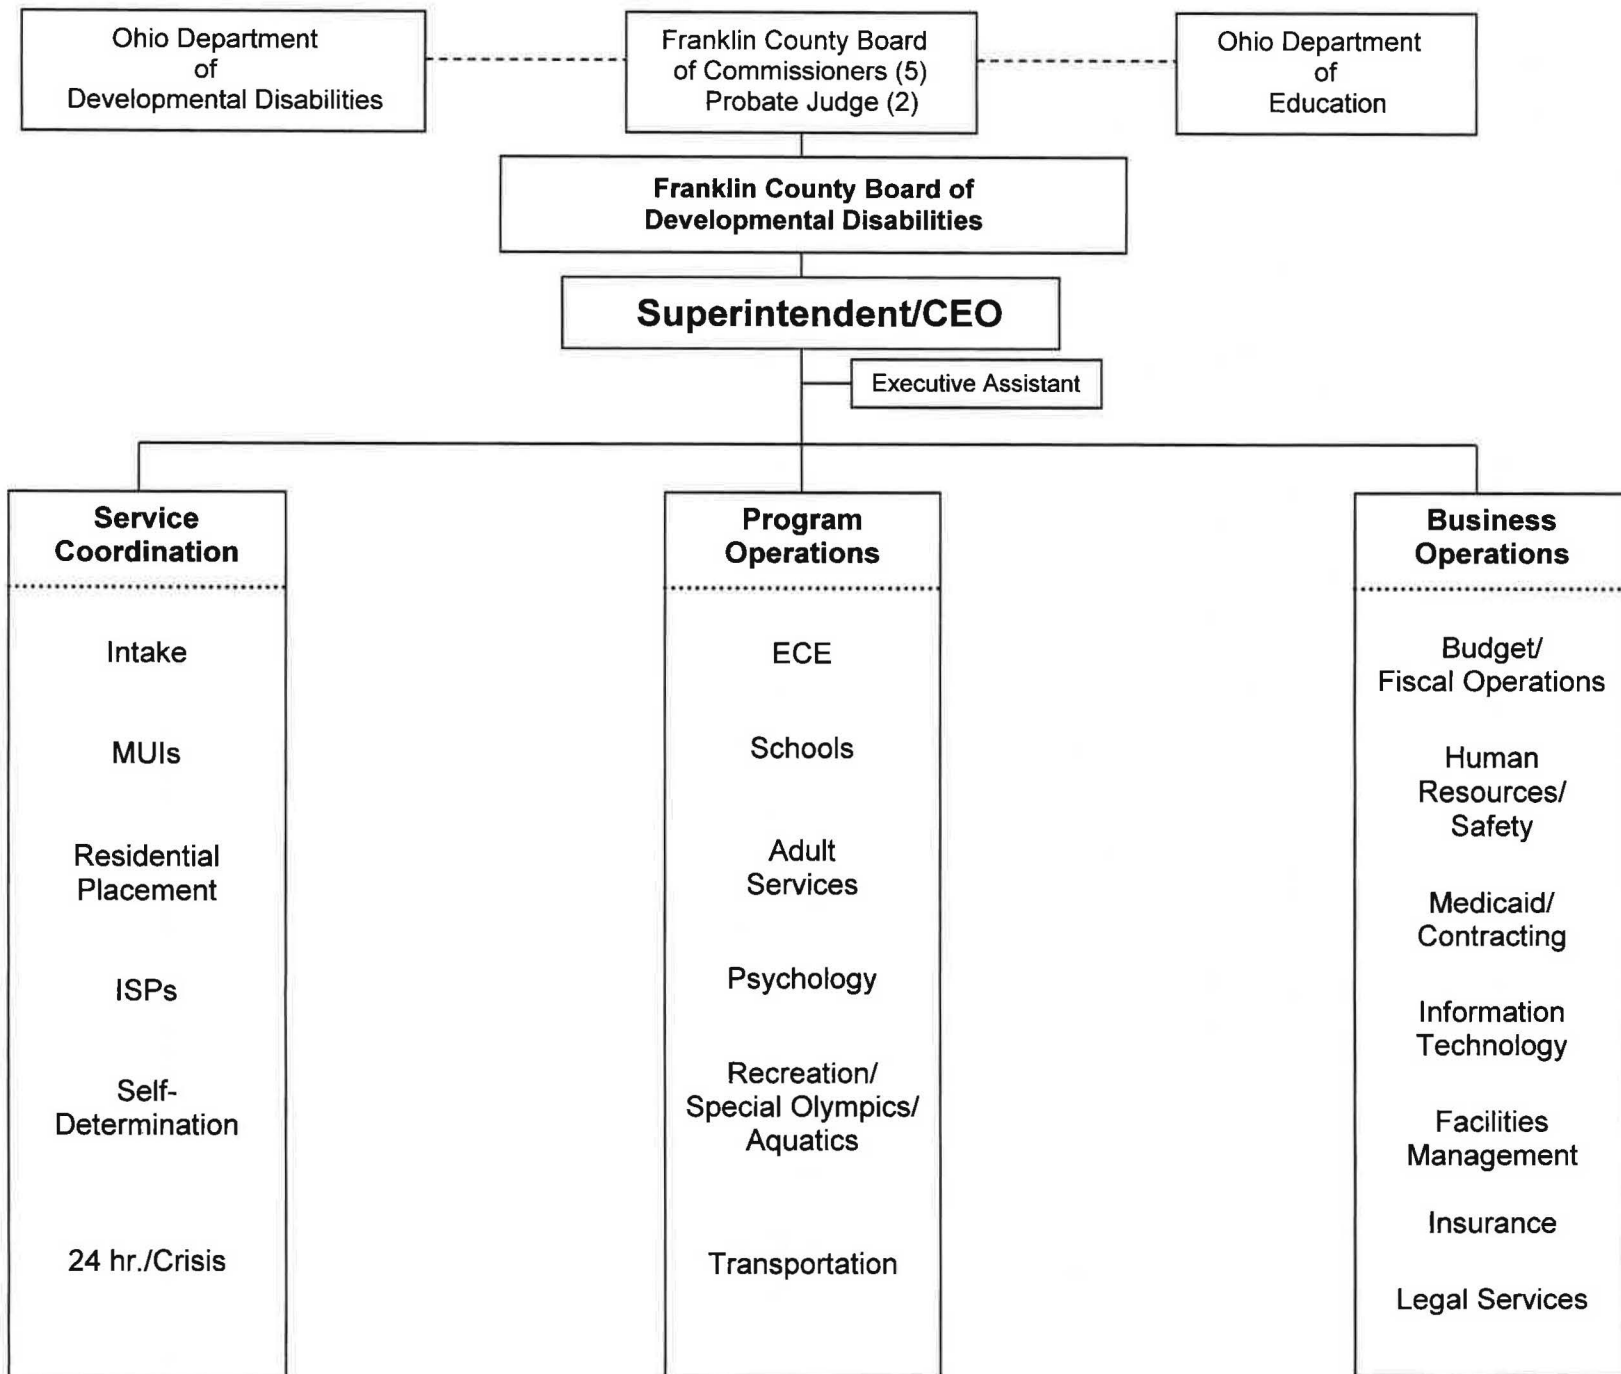 Ohio Department
of
Developmental Disabilities
Franklin County Board
of Commissioners (5)
Probate Judge (2)
Ohio Department
of
Education
Franklin County Board of
Developmental Disabilities
Superintendent/CEO
Executive Assistant
Service
Coordination
Intake
MUIs
Residential
Placement
ISPs
Self-
Determination
24 hr./Crisis
Program
Operations
ECE
Schools
Adult
Services
Psychology
Recreation/
Special Olympics/
Aquatics
Transportation
Business
Operations
Budget/
Fiscal Operations
Human
Resources/
Safety
Medicaid/
Contracting
Information
Technology
Facilities
Management
Insurance
Legal Services